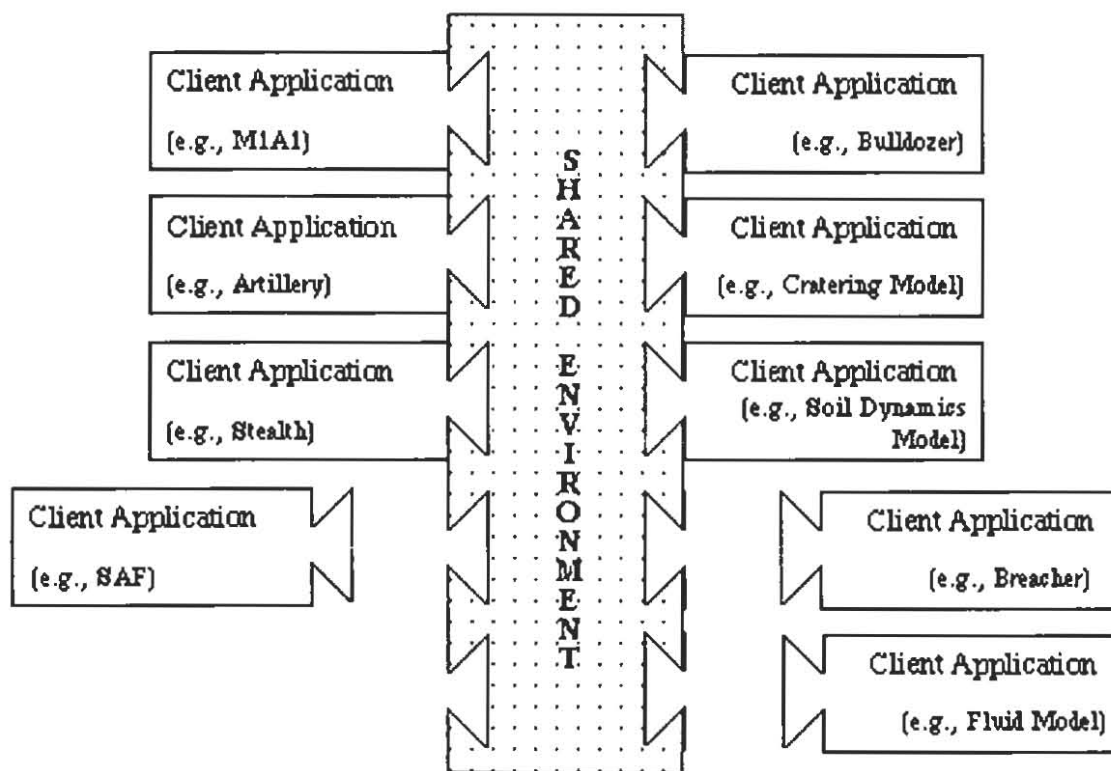 Client Application
(e.g., M1A1)
Client Application
(e.g., Artillery)
Client Application
(e.g., Stealth)
Client Application
(e.g., SAF)
SHARED ENVIRONMENT
Client Application
(e.g., Bulldozer)
Client Application
(e.g., Cratering Model)
Client Application
(e.g., Soil Dynamics
Model)
Client Application
(e.g., Breacher)
Client Application
(e.g., Fluid Model)